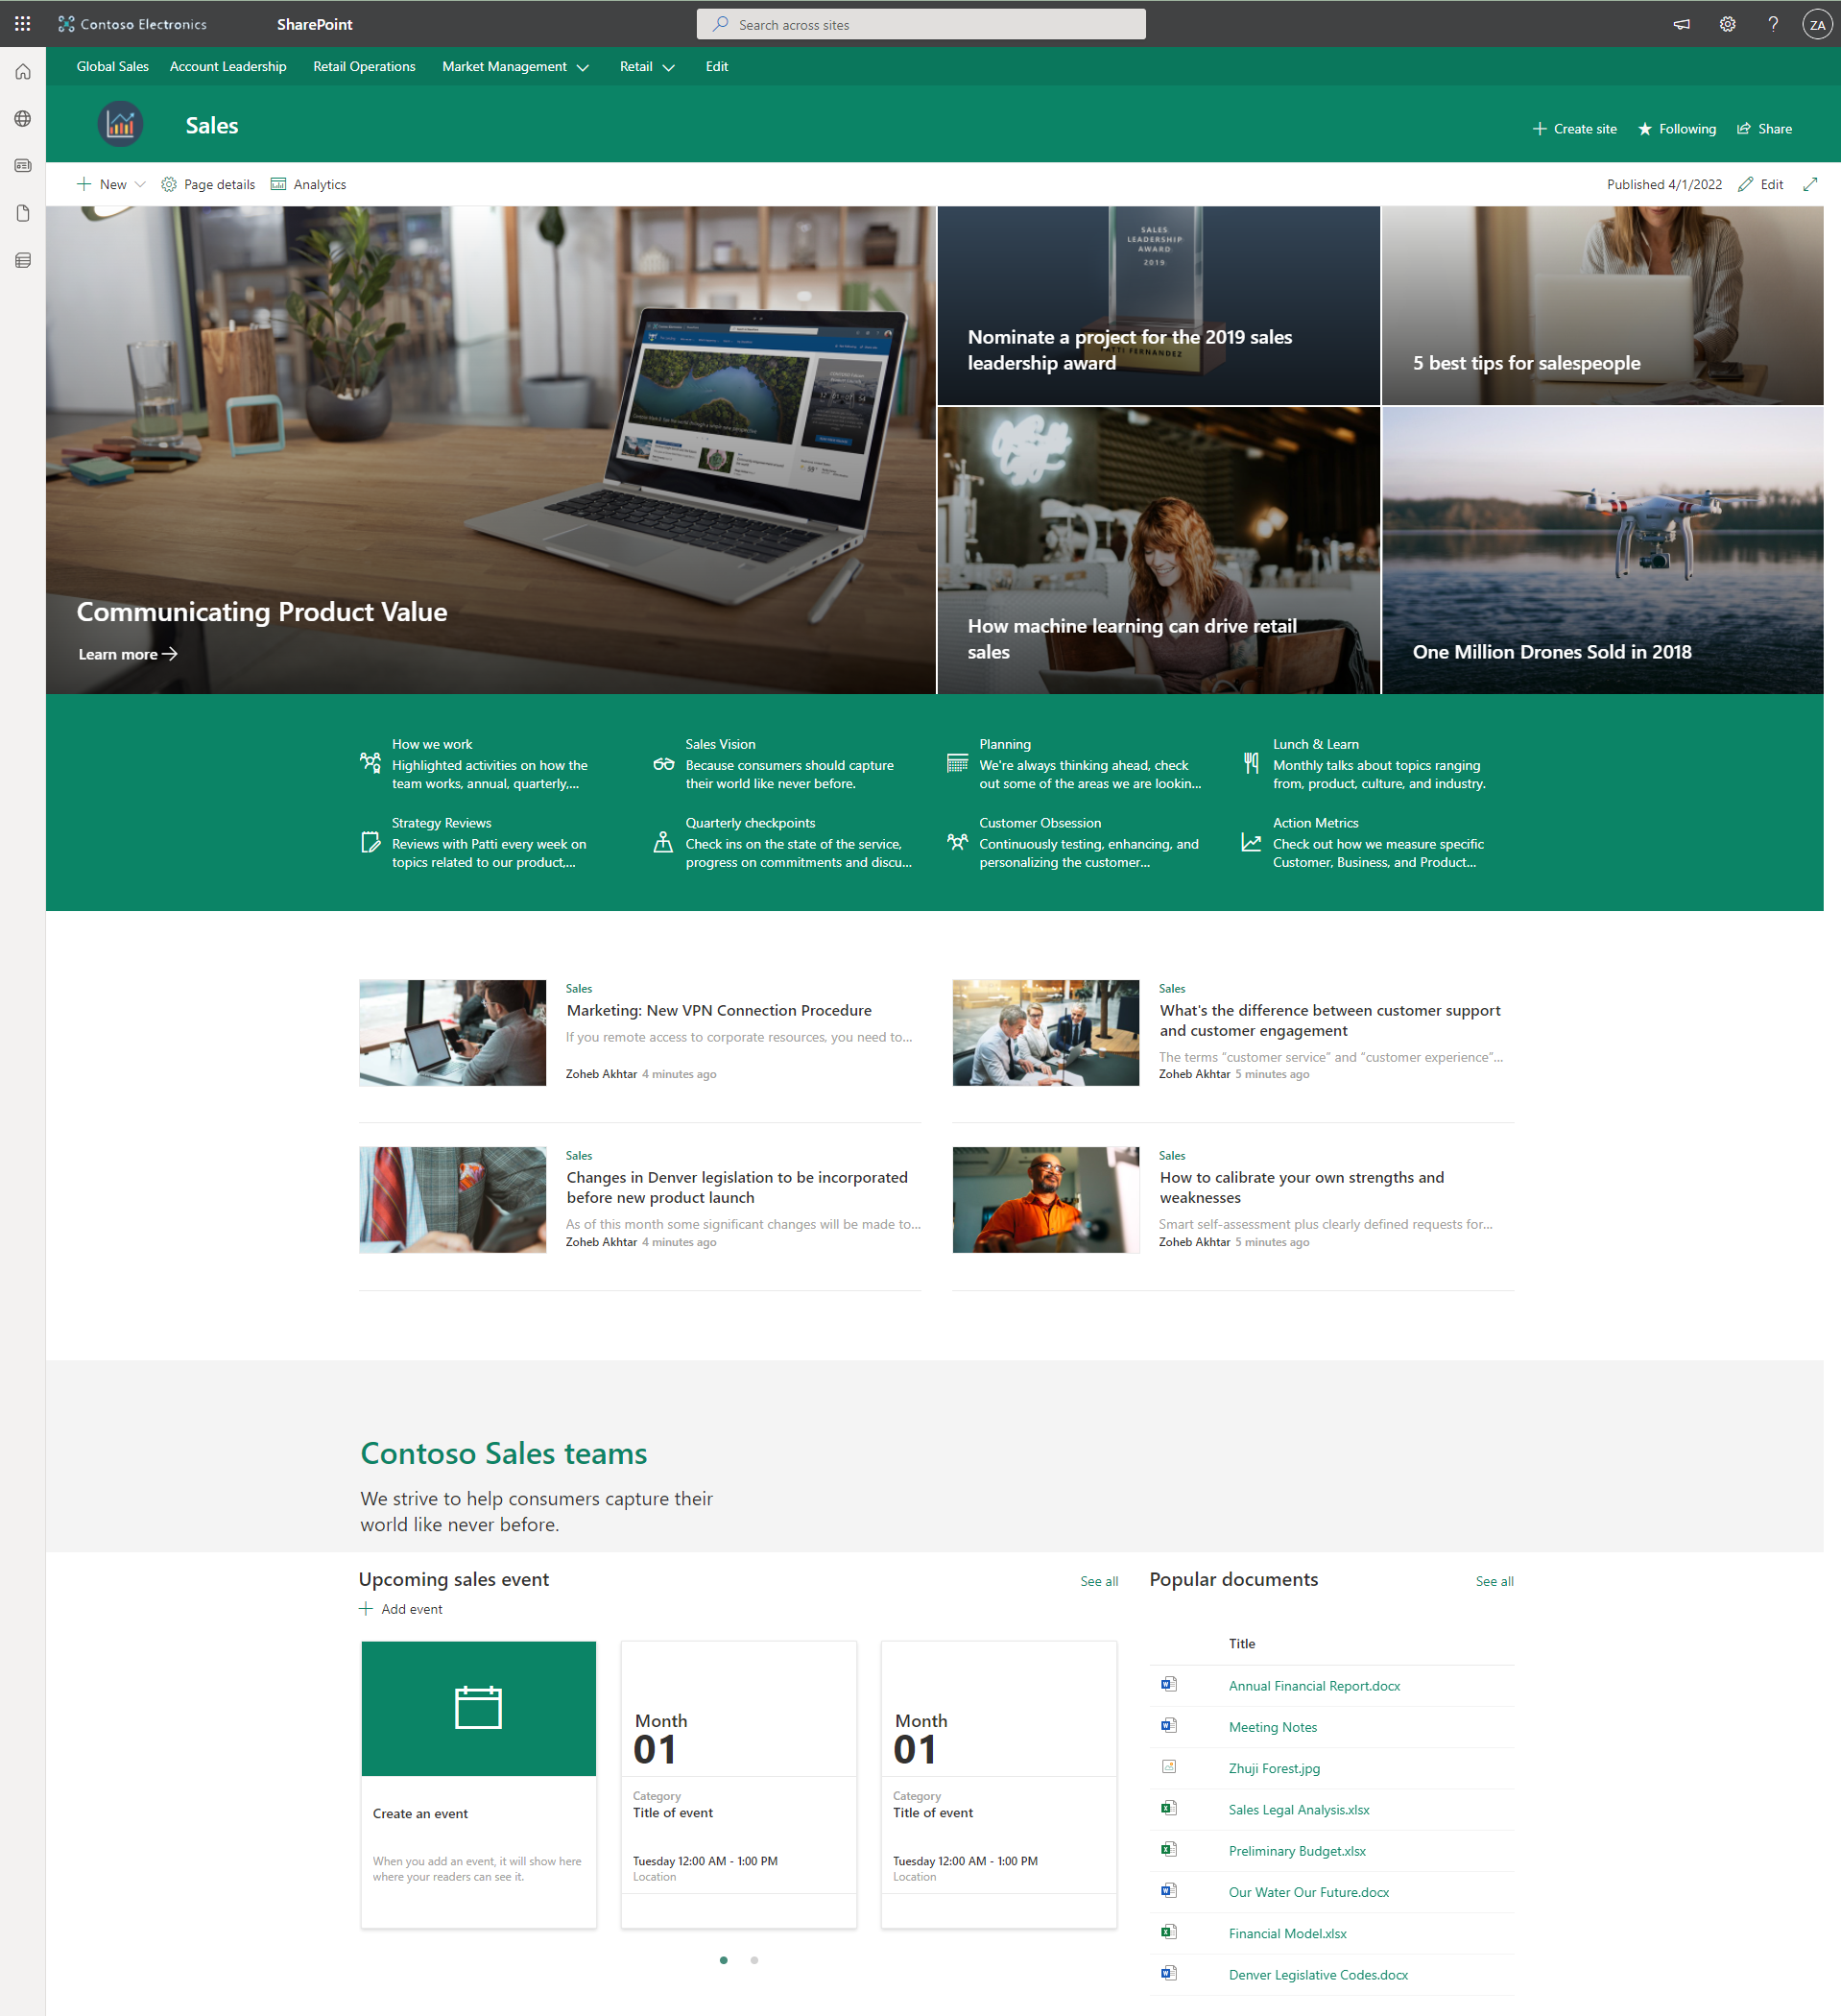 Contoso Electronics
SharePoint
Search across sites
ZA
Global Sales
Account Leadership
Retail Operations
Market Management
Retail
Edit
Sales
Create site
Following
Share
New
Page details
Analytics
Published 4/1/2022
Edit
Communicating Product Value
Learn more
SALES
LEADERSHIP
AWARD
2019
PATTI FERNANDEZ
Nominate a project for the 2019 sales
leadership award
5 best tips for salespeople
How machine learning can drive retail
sales
One Million Drones Sold in 2018
How we work
Highlighted activities on how the
team works, annual, quarterly,...
Sales Vision
Because consumers should capture
their world like never before.
Planning
We're always thinking ahead, check
out some of the areas we are lookin...
Lunch & Learn
Monthly talks about topics ranging
from, product, culture, and industry.
Strategy Reviews
Reviews with Patti every week on
topics related to our product,...
Quarterly checkpoints
Check ins on the state of the service,
progress on commitments and discu...
Customer Obsession
Continuously testing, enhancing, and
personalizing the customer...
Action Metrics
Check out how we measure specific
Customer, Business, and Product...
Sales
Marketing: New VPN Connection Procedure
If you remote access to corporate resources, you need to...
Zoheb Akhtar 4 minutes ago
Sales
What's the difference between customer support
and customer engagement
The terms “customer service” and “customer experience”...
Zoheb Akhtar 5 minutes ago
Sales
Changes in Denver legislation to be incorporated
before new product launch
As of this month some significant changes will be made to...
Zoheb Akhtar 4 minutes ago
Sales
How to calibrate your own strengths and
weaknesses
Smart self-assessment plus clearly defined requests for...
Zoheb Akhtar 5 minutes ago
Contoso Sales teams
We strive to help consumers capture their
world like never before.
Upcoming sales event
See all
Add event
Create an event
When you add an event, it will show here
where your readers can see it.
Month
01
Category
Title of event
Tuesday 12:00 AM - 1:00 PM
Location
Month
01
Category
Title of event
Tuesday 12:00 AM - 1:00 PM
Location
Popular documents
See all
Title
Annual Financial Report.docx
Meeting Notes
Zhuji Forest.jpg
Sales Legal Analysis.xlsx
Preliminary Budget.xlsx
Our Water Our Future.docx
Financial Model.xlsx
Denver Legislative Codes.docx